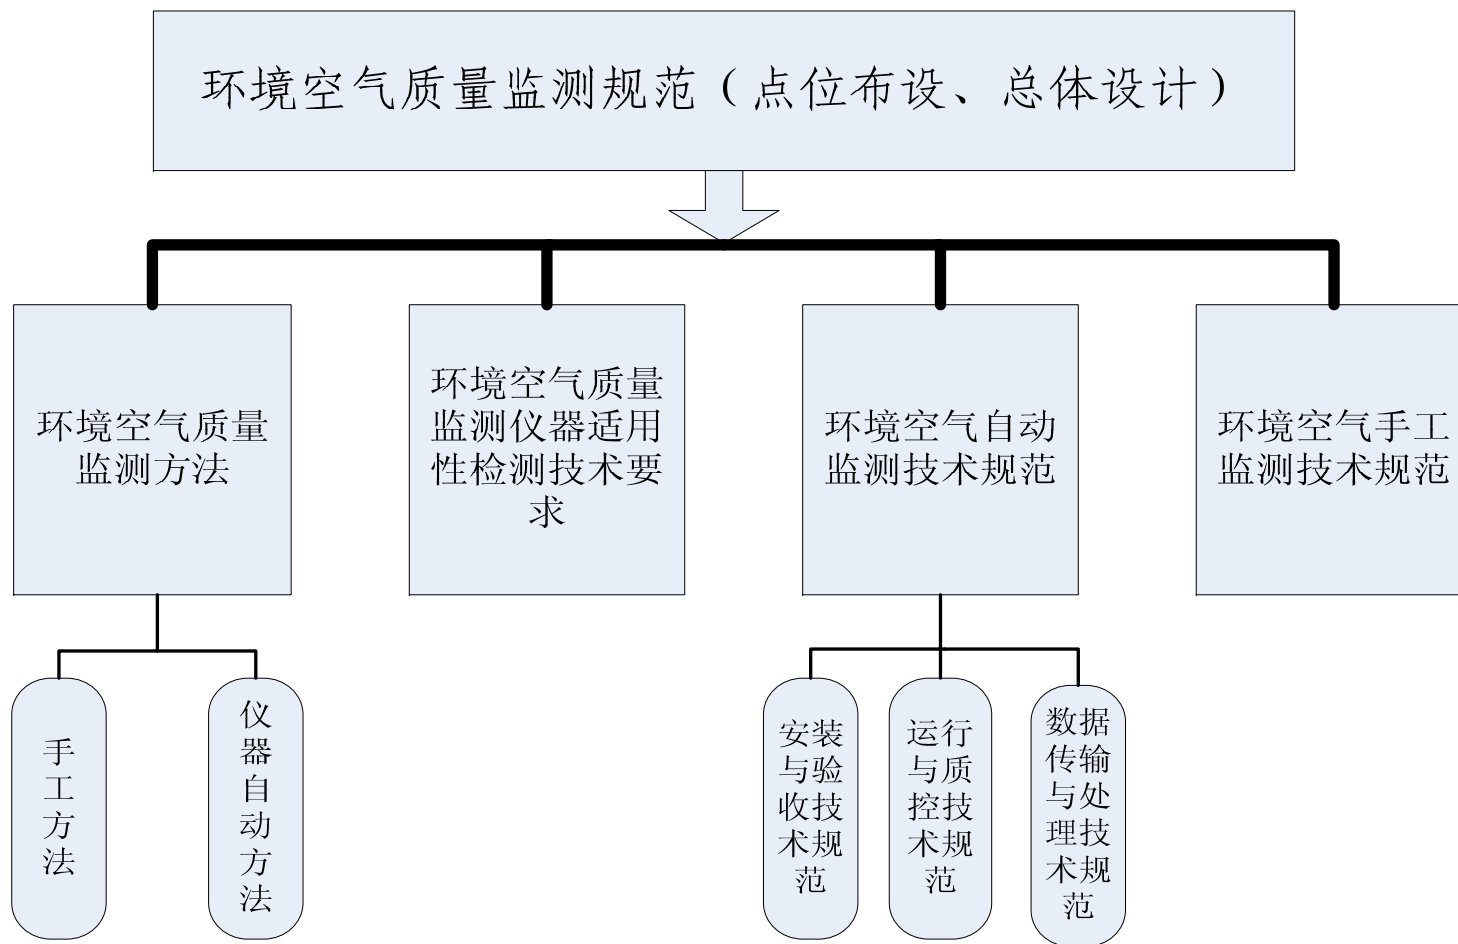 环境空气质量监测规范（点位布设、总体设计）
环境空气质量
监测方法
环境空气质量
监测仪器适用
性检测技术要
求
环境空气自动
监测技术规范
环境空气手工
监测技术规范
手
工
方
法
仪
器
自
动
方
法
安装
与验
收技
术规
范
运行
与质
控技
术规
范
数据
传输
与处
理技
术规
范